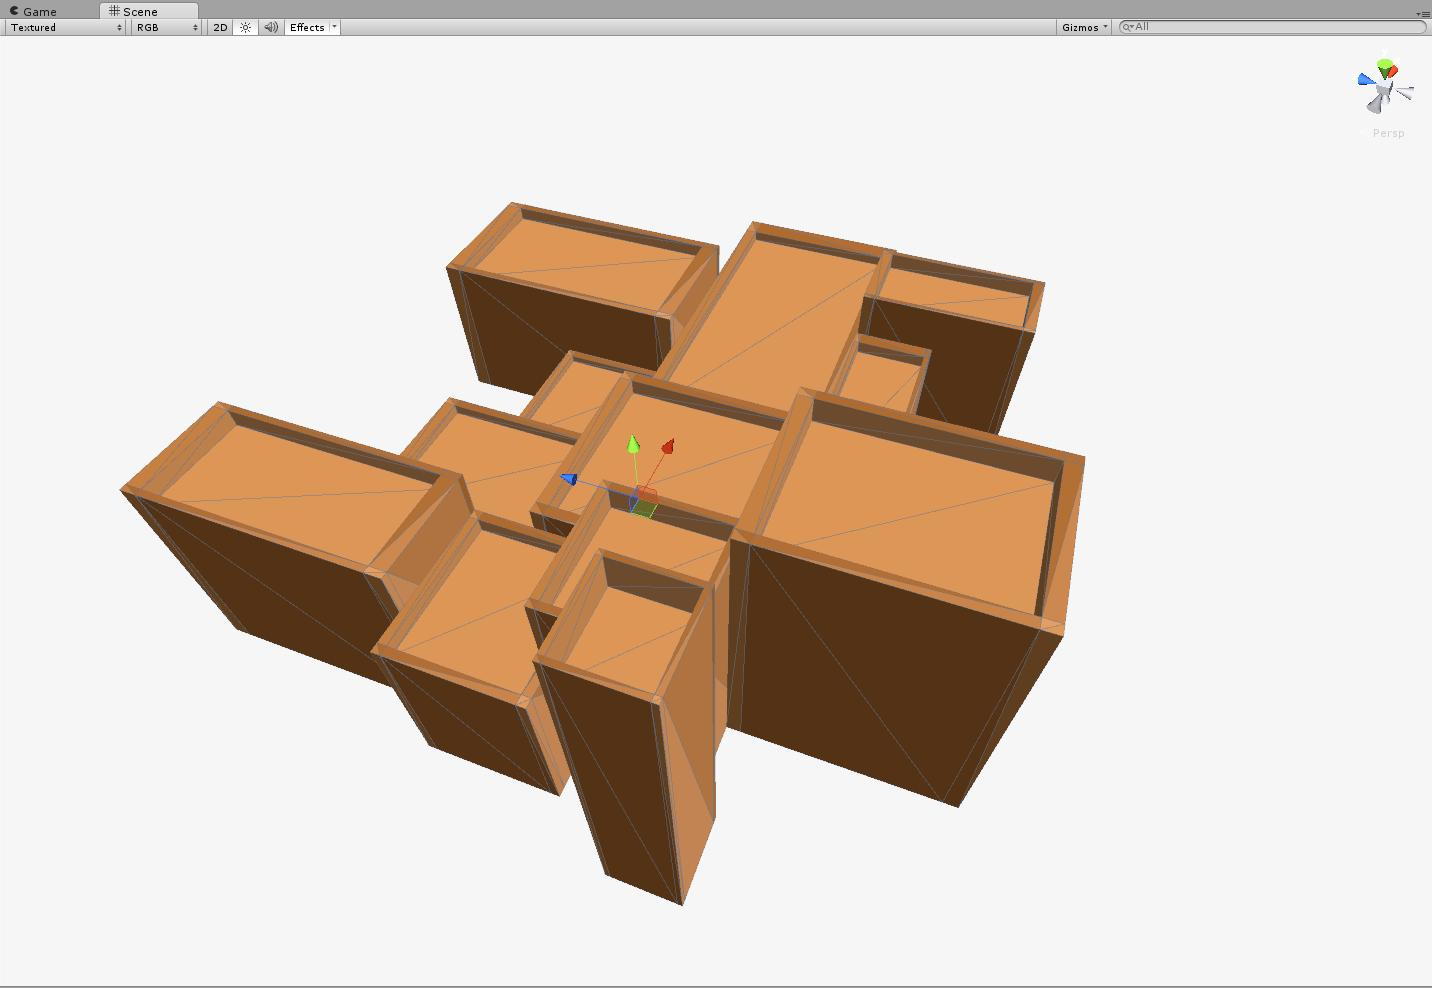 Game Scene
Textured RGB 2D Effects Gizmos All
y
Persp